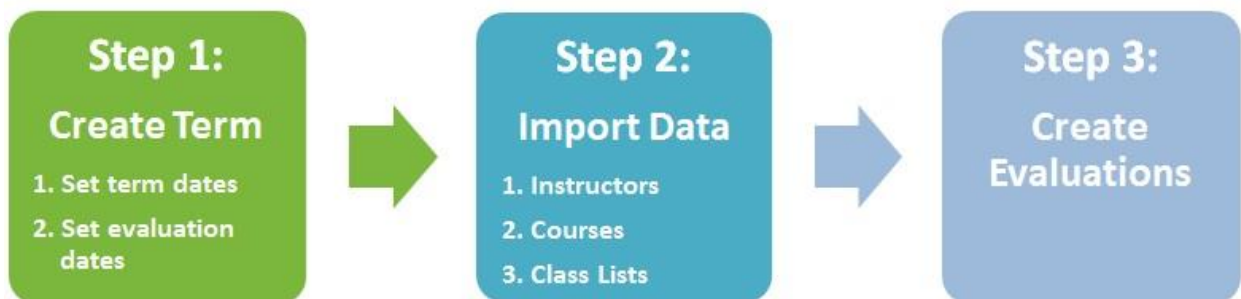 Step 1:
Create Term
1. Set term dates
2. Set evaluation
dates
Step 2:
Import Data
1. Instructors
2. Courses
3. Class Lists
Step 3:
Create
Evaluations